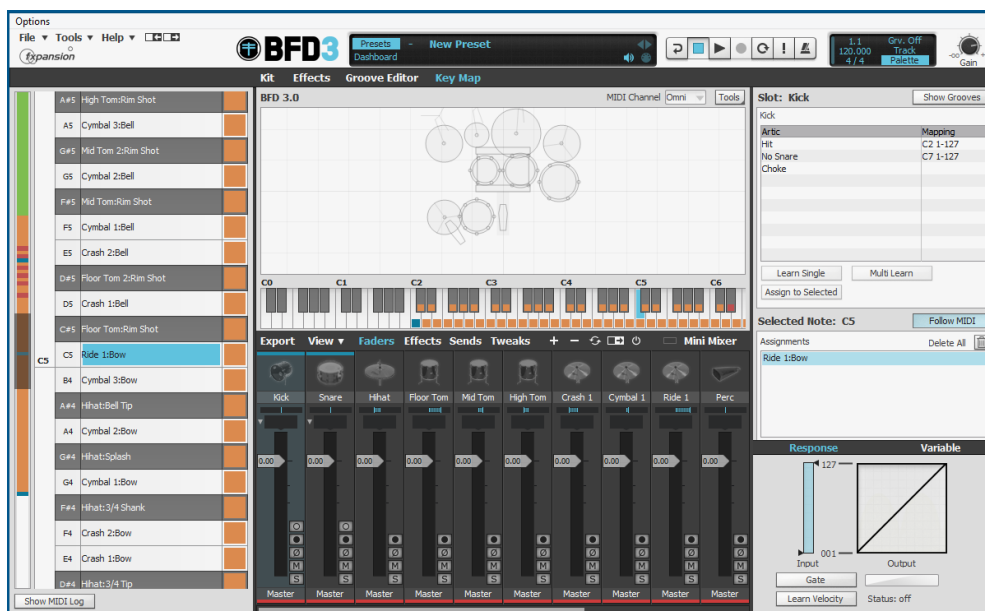 Options
File ▾ Tools ▾ Help ▾
fxpansion
BFD3
Presets - New Preset
Dashboard
1.1 Grv. Off
120.000 Track
4 / 4 Palette
-oo +
Gain
Kit Effects Groove Editor Key Map
A#5 High Tom:Rim Shot
A5 Cymbal 3:Bell
G#5 Mid Tom 2:Rim Shot
G5 Cymbal 2:Bell
F#5 Mid Tom:Rim Shot
F5 Cymbal 1:Bell
E5 Crash 2:Bell
D#5 Floor Tom 2:Rim Shot
D5 Crash 1:Bell
C#5 Floor Tom:Rim Shot
C5 C5 Ride 1:Bow
B4 Cymbal 3:Bow
A#4 Hihat:Bell Tip
A4 Cymbal 2:Bow
G#4 Hihat:Splash
G4 Cymbal 1:Bow
F#4 Hihat:3/4 Shank
F4 Crash 2:Bow
E4 Crash 1:Bow
D#4 Hihat:3/4 Tip
Show MIDI Log
BFD 3.0 MIDI Channel Omni Tools
C0 C1 C2 C3 C4 C5 C6
Export View ▾ Faders Effects Sends Tweaks + − Mini Mixer
Kick Snare Hihat Floor Tom Mid Tom High Tom Crash 1 Cymbal 1 Ride 1 Perc
0.00 0.00 0.00 0.00 0.00 0.00 0.00 0.00 0.00 0.00
Ø Ø Ø Ø Ø Ø Ø Ø Ø Ø
M M M M M M M M M M
S S S S S S S S S S
Master Master Master Master Master Master Master Master Master Master
Slot: Kick Show Grooves
Kick
Artic Mapping
Hit C2 1-127
No Snare C7 1-127
Choke
Learn Single Multi Learn
Assign to Selected
Selected Note: C5 Follow MIDI
Assignments Delete All
Ride 1:Bow
Response Variable
127
001
Input Output
Gate
Learn Velocity Status: off